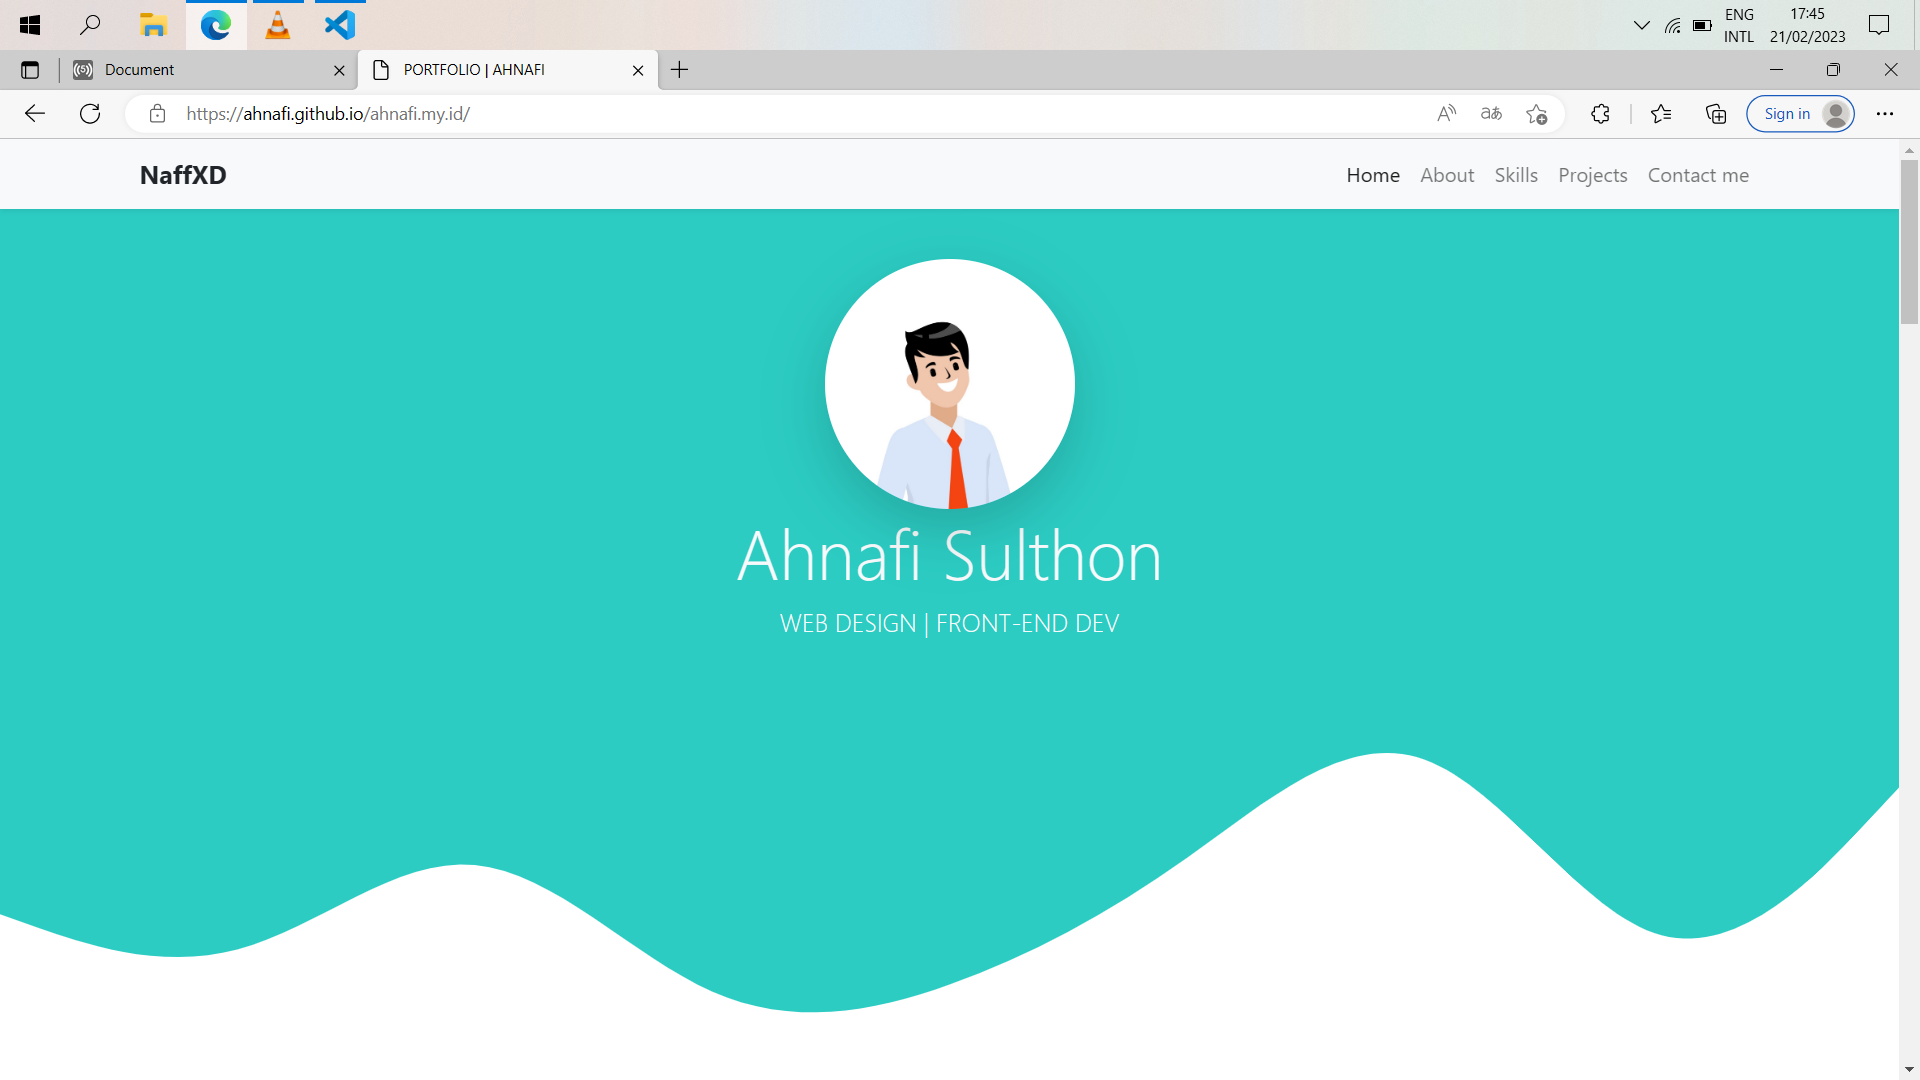 ENG
INTL
17:45
21/02/2023
Document
PORTFOLIO | AHNAFI
https://ahnafi.github.io/ahnafi.my.id/
Sign in
NaffXD
Home About Skills Projects Contact me
Ahnafi Sulthon
WEB DESIGN | FRONT-END DEV